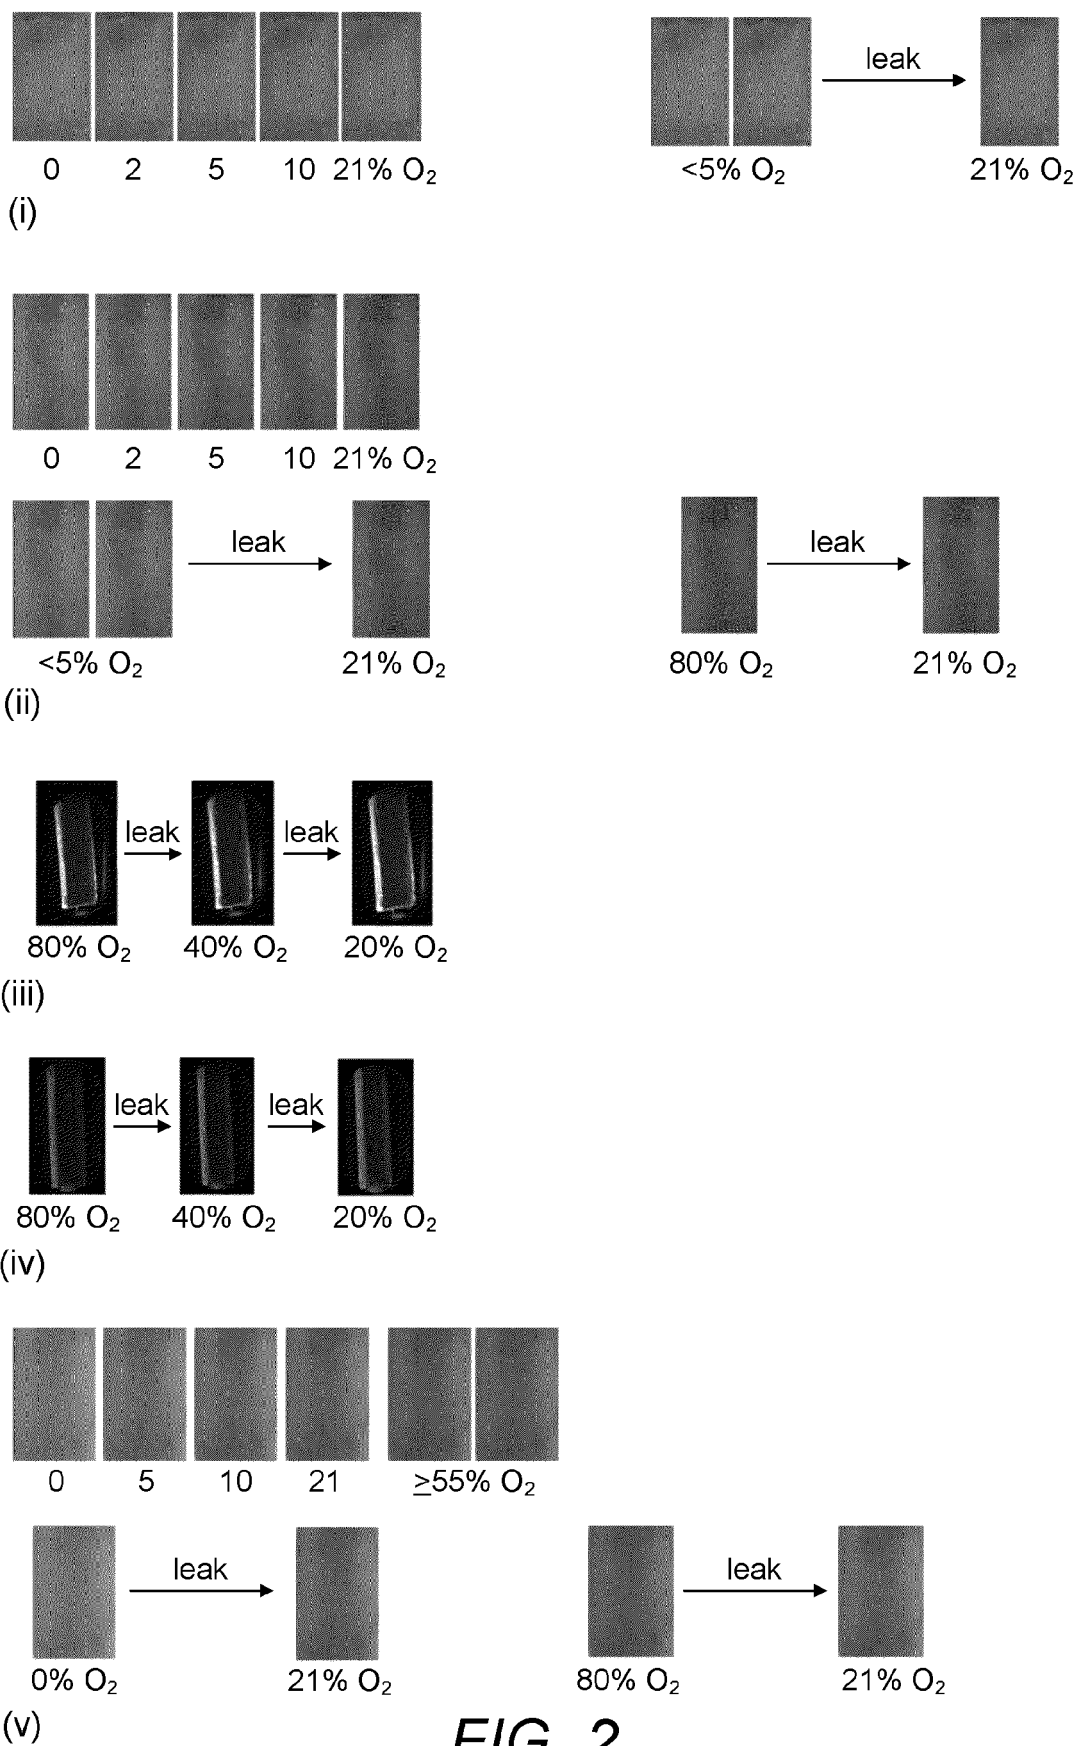 leak
0 2 5 10 21% O₂ <5% O₂ 21% O₂
(i)
0 2 5 10 21% O₂
leak leak
<5% O₂ 21% O₂ 80% O₂ 21% O₂
(ii)
leak leak
80% O₂ 40% O₂ 20% O₂
(iii)
leak leak
80% O₂ 40% O₂ 20% O₂
(iv)
0 5 10 21 ≥55% O₂
leak leak
0% O₂ 21% O₂ 80% O₂ 21% O₂
(v)
FIG. 2